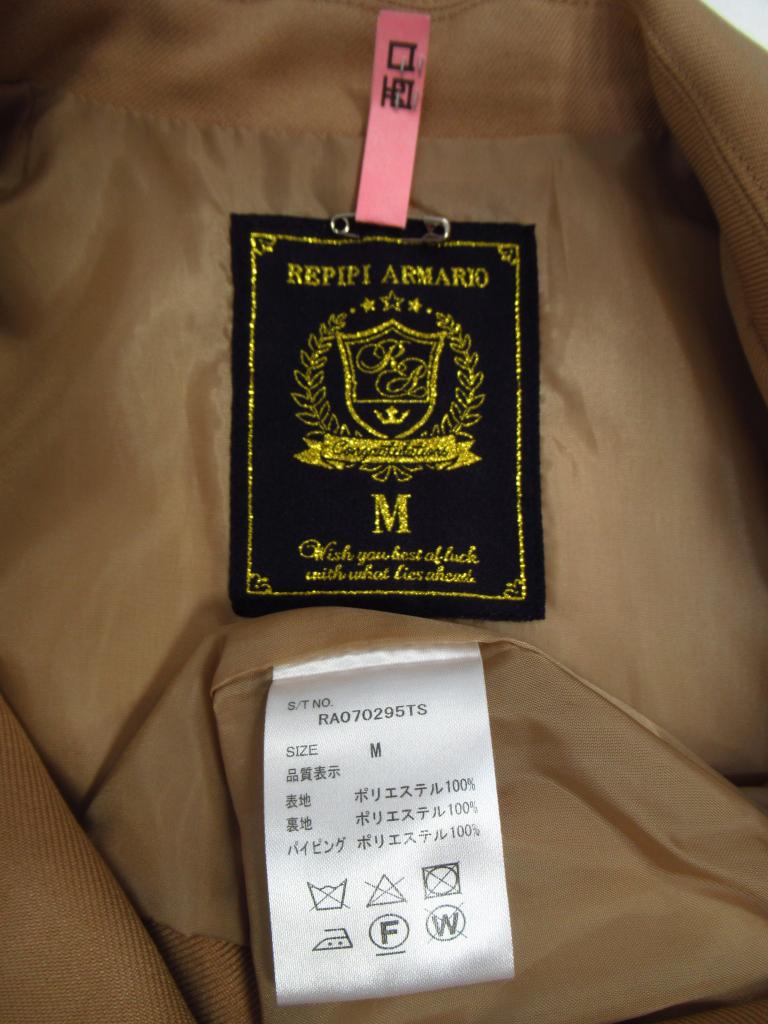 REPIPI ARMARIO
RA
Congratulations
M
Wish you best of luck
with what lies ahead.
S/T NO.
RA070295TS
SIZE M
品質表示
表地 ポリエステル100%
裏地 ポリエステル100%
パイピング ポリエステル100%
F W